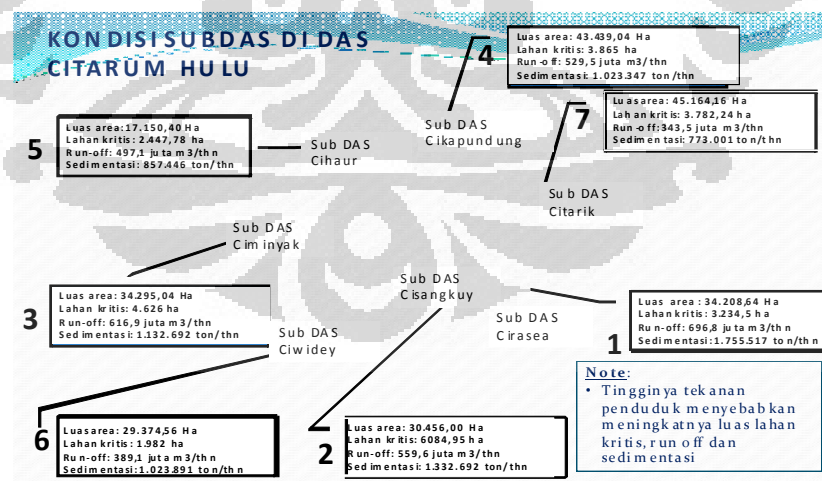 KONDISI SUBDAS DI DAS
CITARUM HULU
4
Luas area: 43.439,04 Ha
Lahan kritis: 3.865 ha
Run-off: 529,5 juta m3/thn
Sedimentasi: 1.023.347 ton/thn
7
Luas area: 45.164,16 Ha
Lahan kritis: 3.782,24 ha
Run-off:343,5 juta m3/thn
Sedimentasi: 773.001 ton/thn
5
Luas area:17.150,40 Ha
Lahan kritis: 2.447,78 ha
Run-off: 497,1 juta m3/thn
Sedimentasi: 857.446 ton/thn
Sub DAS
Cihaur
Sub DAS
Cikapundung
Sub DAS
Citarik
Sub DAS
Ciminyak
Sub DAS
Cisangkuy
3
Luas area: 34.295,04 Ha
Lahan kritis: 4.626 ha
Run-off: 616,9 juta m3/thn
Sedimentasi: 1.132.692 ton/thn
Sub DAS
Ciwidey
Sub DAS
Cirasea
1
Luas area : 34.208,64 Ha
Lahan kritis: 3.234,5 ha
Run-off: 696,8 juta m3/thn
Sedimentasi:1.755.517 ton/thn
Note:
• Tingginya tekanan
penduduk menyebabkan
meningkatnya luas lahan
kritis, run off dan
sedimentasi
6
Luas area: 29.374,56 Ha
Lahan kritis: 1.982 ha
Run-off: 389,1 juta m3/thn
Sedimentasi:1.023.891 ton/thn
2
Luas area: 30.456,00 Ha
Lahan kritis: 6084,95 ha
Run-off: 559,6 juta m3/thn
Sedimentasi: 1.332.692 ton/thn